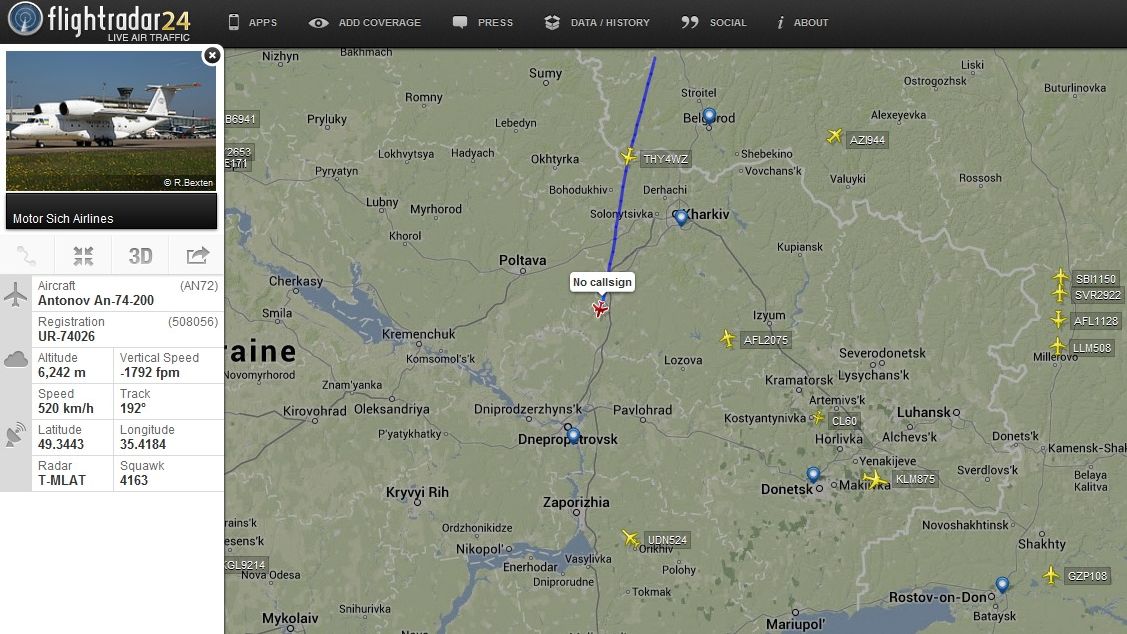 flightradar24
LIVE AIR TRAFFIC
APPS
ADD COVERAGE
PRESS
DATA / HISTORY
SOCIAL
ABOUT
© R.Bexten
Motor Sich Airlines
3D
Aircraft (AN72)
Antonov An-74-200
Registration (508056)
UR-74026
Altitude Vertical Speed
6,242 m -1792 fpm
Speed Track
520 km/h 192°
Latitude Longitude
49.3443 35.4184
Radar Squawk
T-MLAT 4163
Nizhyn
Bakhmach
Sumy
Liski
Ostrogozhsk
Buturlinovka
Stroitel
Romny
Pryluky
B6941
Lebedyn
Belgorod
Alexeyevka
AZI944
2653
E171
Lokhvytsya
Hadyach
Okhtyrka
THY4WZ
Shebekino
Vovchans'k
Pyryatyn
Valuyki
Rossosh
Bohodukhiv
Derhachi
Lubny
Myrhorod
Solonytsivka
Kharkiv
Khorol
Kupiansk
Poltava
No callsign
SBI1150
SVR2922
Cherkasy
Smila
Izyum
AFL1128
Kremenchuk
AFL2075
LLM508
Millerovo
raine
Komsomol's'k
Lozova
Severodonetsk
Novomyrhorod
Lysychans'k
Znam'yanka
Kramatorsk
Artemivs'k
Kirovohrad
Oleksandriya
Dniprodzerzhyns'k
Pavlohrad
Kostyantynivka
CL60
Luhansk
P'yatykhatky
Dnepropetrovsk
Horlivka
Alchevs'k
Donets'k
Kamensk-Shak
Yenakijeve
Sverdlovs'k
Belaya
Kalitva
KLM875
Donetsk
Makiivka
Kryvyi Rih
Zaporizhia
rains'k
Ordzhonikidze
Novoshakhtinsk
esens'k
UDN524
Orikhiv
Shakhty
Nikopol'
Vasylivka
KGL9214
Nova Odesa
Enerhodar
Polohy
GZP108
Dniprorudne
Tokmak
Rostov-on-Don
Snihurivka
Bataysk
Mykolaiv
Mariupol'